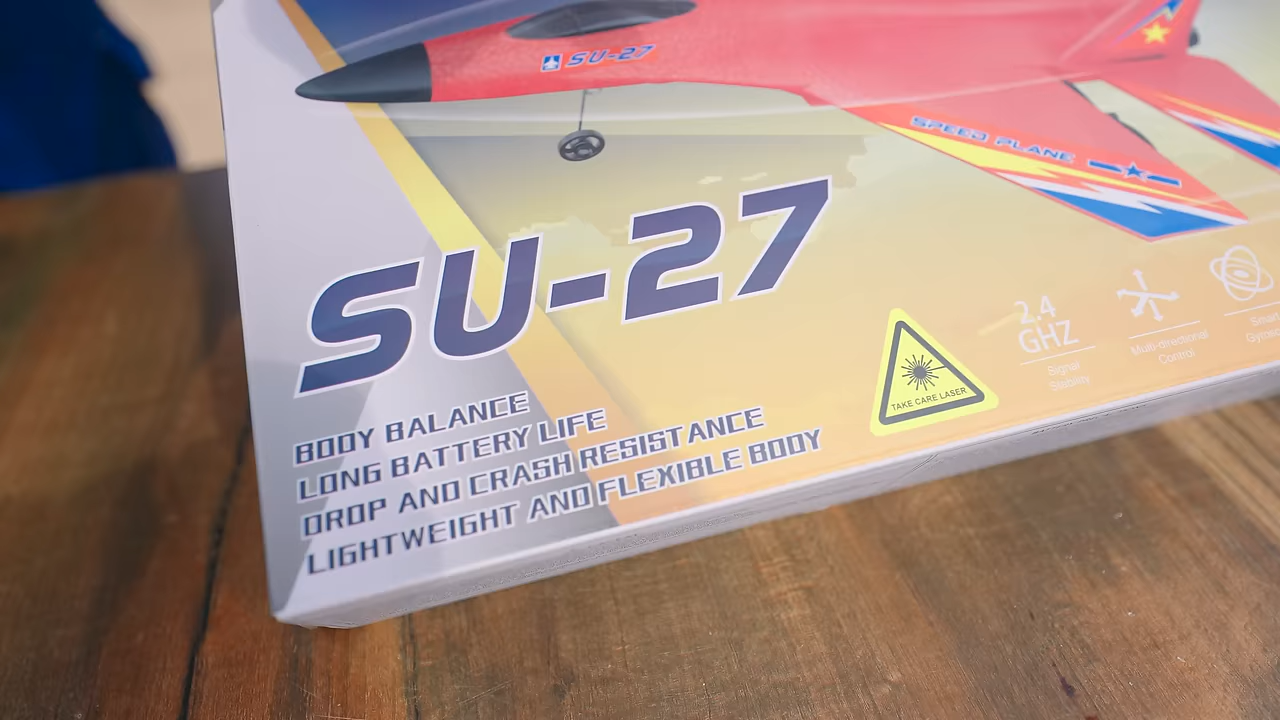 SU-27
SPEED PLANE
SU-27
BODY BALANCE
LONG BATTERY LIFE
DROP AND CRASH RESISTANCE
LIGHTWEIGHT AND FLEXIBLE BODY
TAKE CARE LASER
2.4
GHZ
Signal
Stability
Multi-directional
Control
Smart